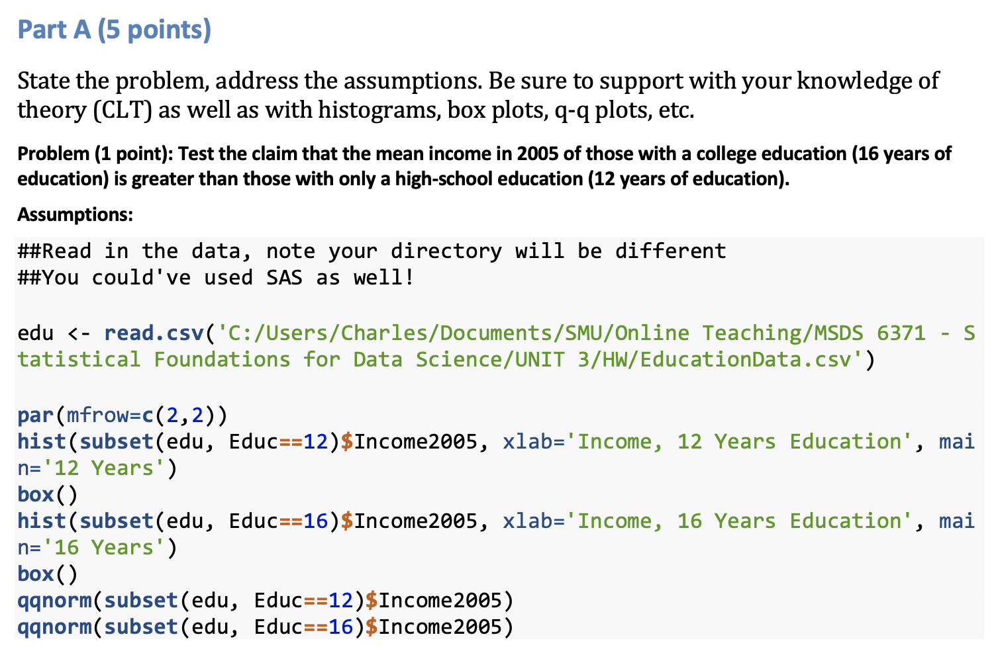 Part A (5 points)
State the problem, address the assumptions. Be sure to support with your knowledge of
theory (CLT) as well as with histograms, box plots, q-q plots, etc.
Problem (1 point): Test the claim that the mean income in 2005 of those with a college education (16 years of
education) is greater than those with only a high-school education (12 years of education).
Assumptions:
##Read in the data, note your directory will be different
##You could've used SAS as well!
edu <- read.csv('C:/Users/Charles/Documents/SMU/Online Teaching/MSDS 6371 - S
tatistical Foundations for Data Science/UNIT 3/HW/EducationData.csv')
par(mfrow=c(2,2))
hist(subset(edu, Educ==12)$Income2005, xlab='Income, 12 Years Education', mai
n='12 Years')
box()
hist(subset(edu, Educ==16)$Income2005, xlab='Income, 16 Years Education', mai
n='16 Years')
box()
qqnorm(subset(edu, Educ==12)$Income2005)
qqnorm(subset(edu, Educ==16)$Income2005)